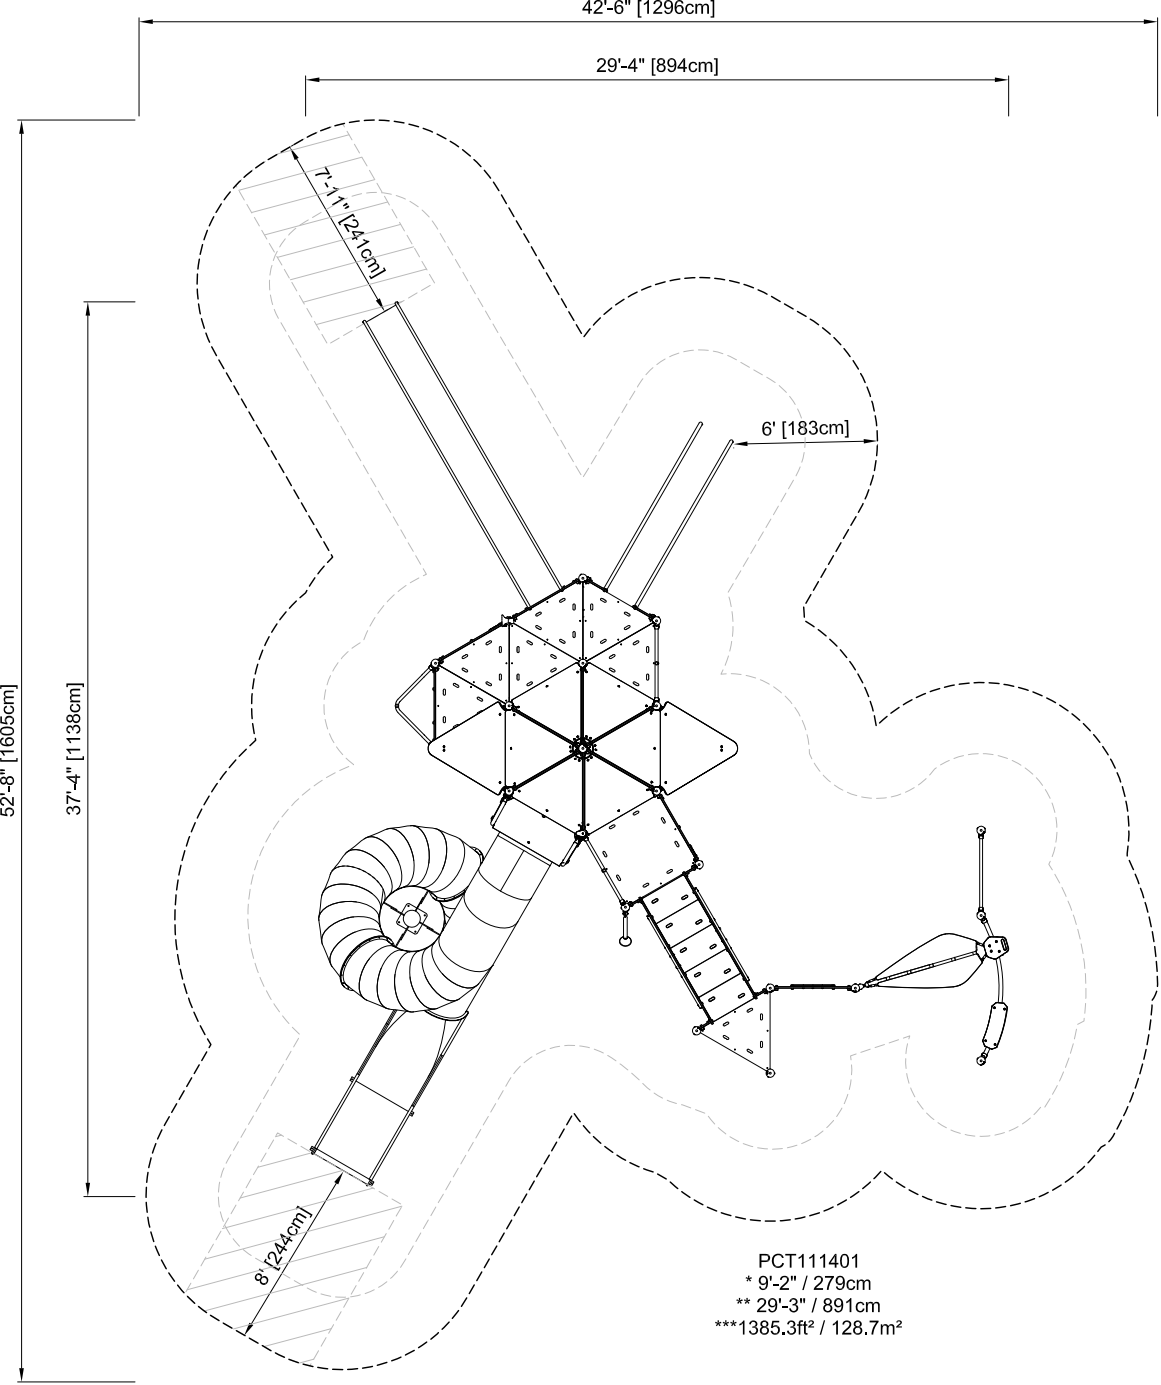 42'-6" [1296cm]
29'-4" [894cm]
7'-11" [241cm]
6' [183cm]
52'-8" [1605cm]
37'-4" [1138cm]
8' [244cm]
PCT111401
* 9'-2" / 279cm
** 29'-3" / 891cm
***1385.3ft² / 128.7m²